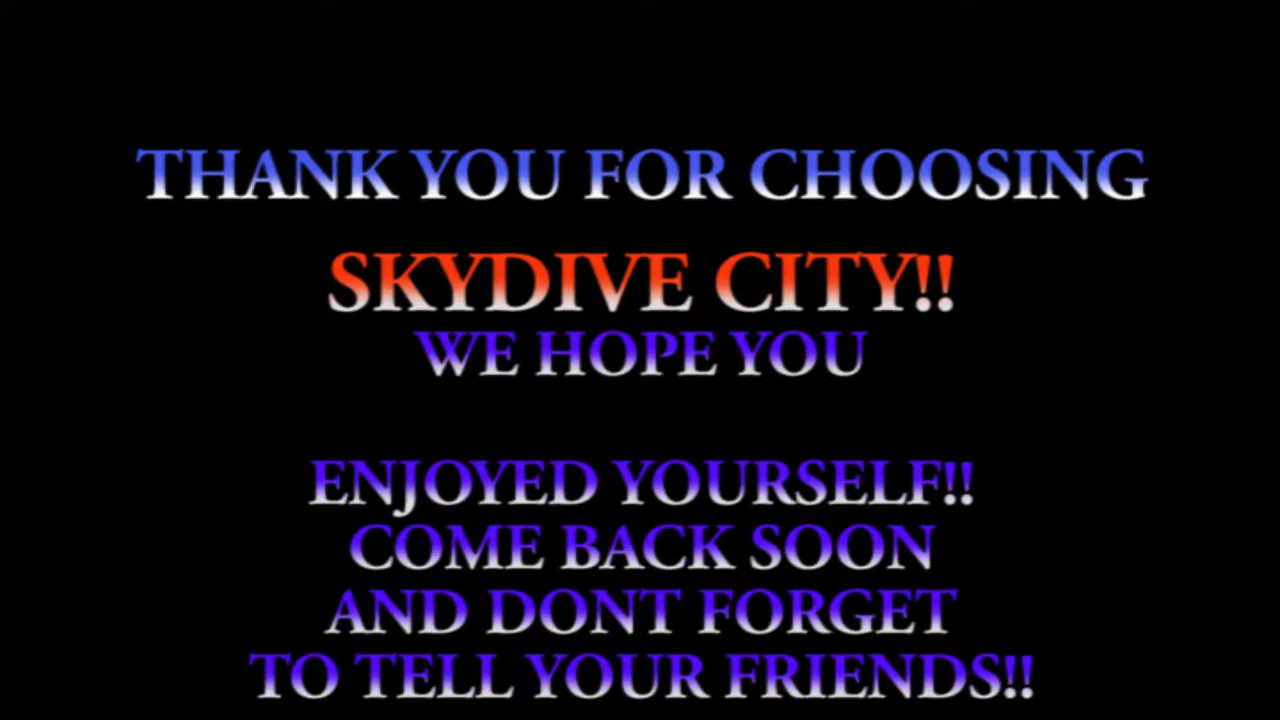 THANK YOU FOR CHOOSING
SKYDIVE CITY!!
WE HOPE YOU
ENJOYED YOURSELF!!
COME BACK SOON
AND DONT FORGET
TO TELL YOUR FRIENDS!!